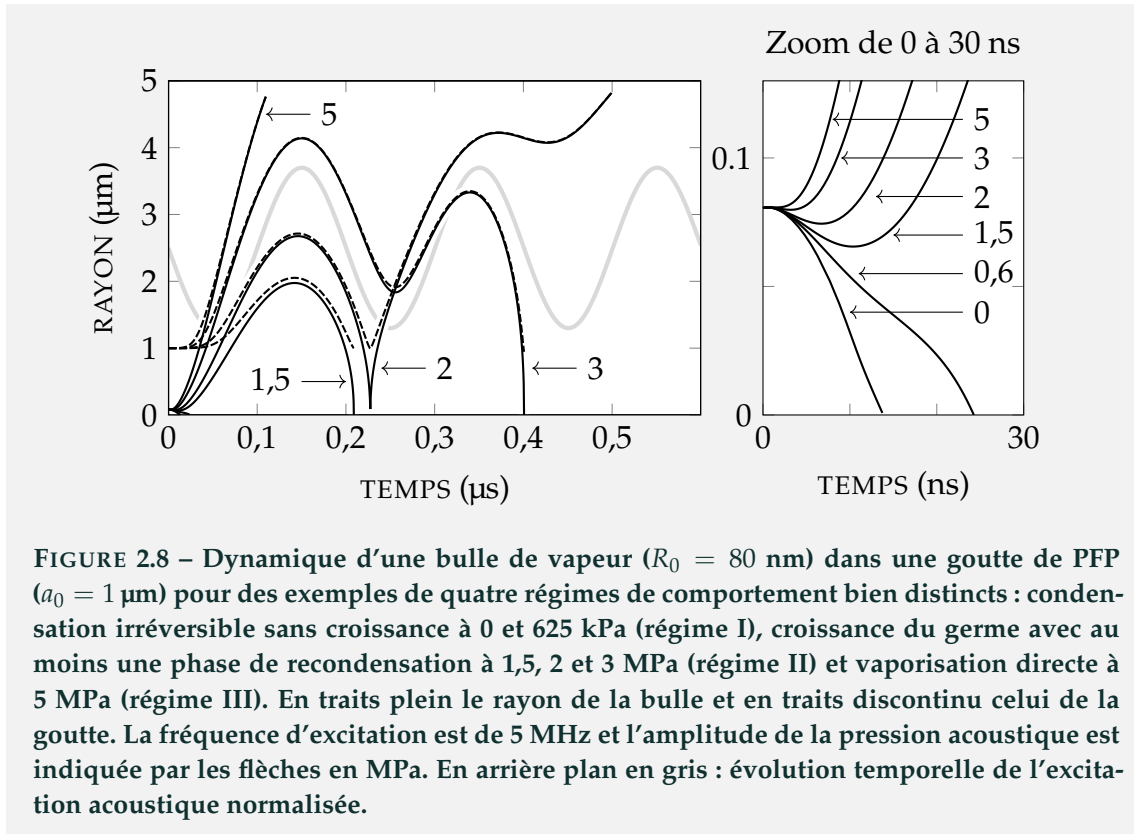 Zoom de 0 à 30 ns
5
4
3
2
1
0
RAYON (µm)
5
1,5
2
3
0
0,1
0,2
0,3
0,4
0,5
TEMPS (µs)
0.1
0
5
3
2
1,5
0,6
0
0
30
TEMPS (ns)
FIGURE 2.8 – Dynamique d'une bulle de vapeur (R₀ = 80 nm) dans une goutte de PFP
(a₀ = 1 µm) pour des exemples de quatre régimes de comportement bien distincts : conden-
sation irréversible sans croissance à 0 et 625 kPa (régime I), croissance du germe avec au
moins une phase de recondensation à 1,5, 2 et 3 MPa (régime II) et vaporisation directe à
5 MPa (régime III). En traits plein le rayon de la bulle et en traits discontinu celui de la
goutte. La fréquence d'excitation est de 5 MHz et l'amplitude de la pression acoustique est
indiquée par les flèches en MPa. En arrière plan en gris : évolution temporelle de l'excita-
tion acoustique normalisée.